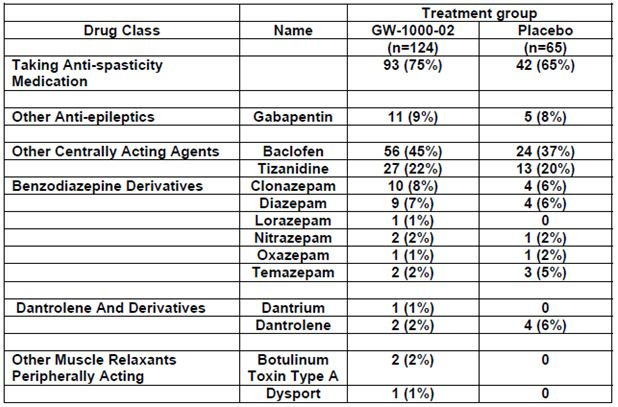 Treatment group
Drug Class Name GW-1000-02 Placebo
(n=124) (n=65)
Taking Anti-spasticity 93 (75%) 42 (65%)
Medication
Other Anti-epileptics Gabapentin 11 (9%) 5 (8%)
Other Centrally Acting Agents Baclofen 56 (45%) 24 (37%)
Tizanidine 27 (22%) 13 (20%)
Benzodiazepine Derivatives Clonazepam 10 (8%) 4 (6%)
Diazepam 9 (7%) 4 (6%)
Lorazepam 1 (1%) 0
Nitrazepam 2 (2%) 1 (2%)
Oxazepam 1 (1%) 1 (2%)
Temazepam 2 (2%) 3 (5%)
Dantrolene And Derivatives Dantrium 1 (1%) 0
Dantrolene 2 (2%) 4 (6%)
Other Muscle Relaxants Botulinum 2 (2%) 0
Peripherally Acting Toxin Type A
Dysport 1 (1%) 0